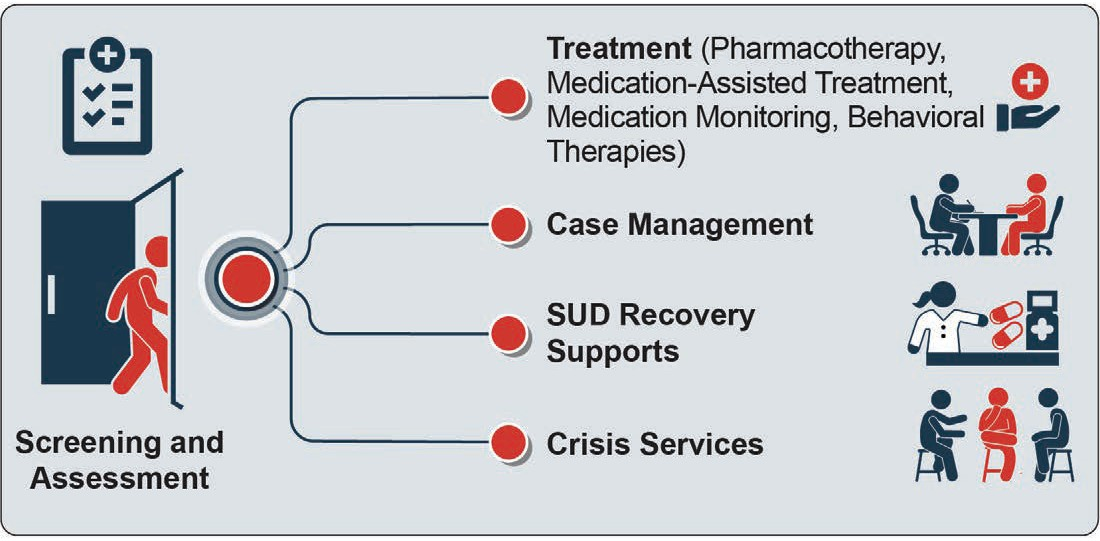 Screening and
Assessment
Treatment (Pharmacotherapy,
Medication-Assisted Treatment,
Medication Monitoring, Behavioral
Therapies)
Case Management
SUD Recovery
Supports
Crisis Services